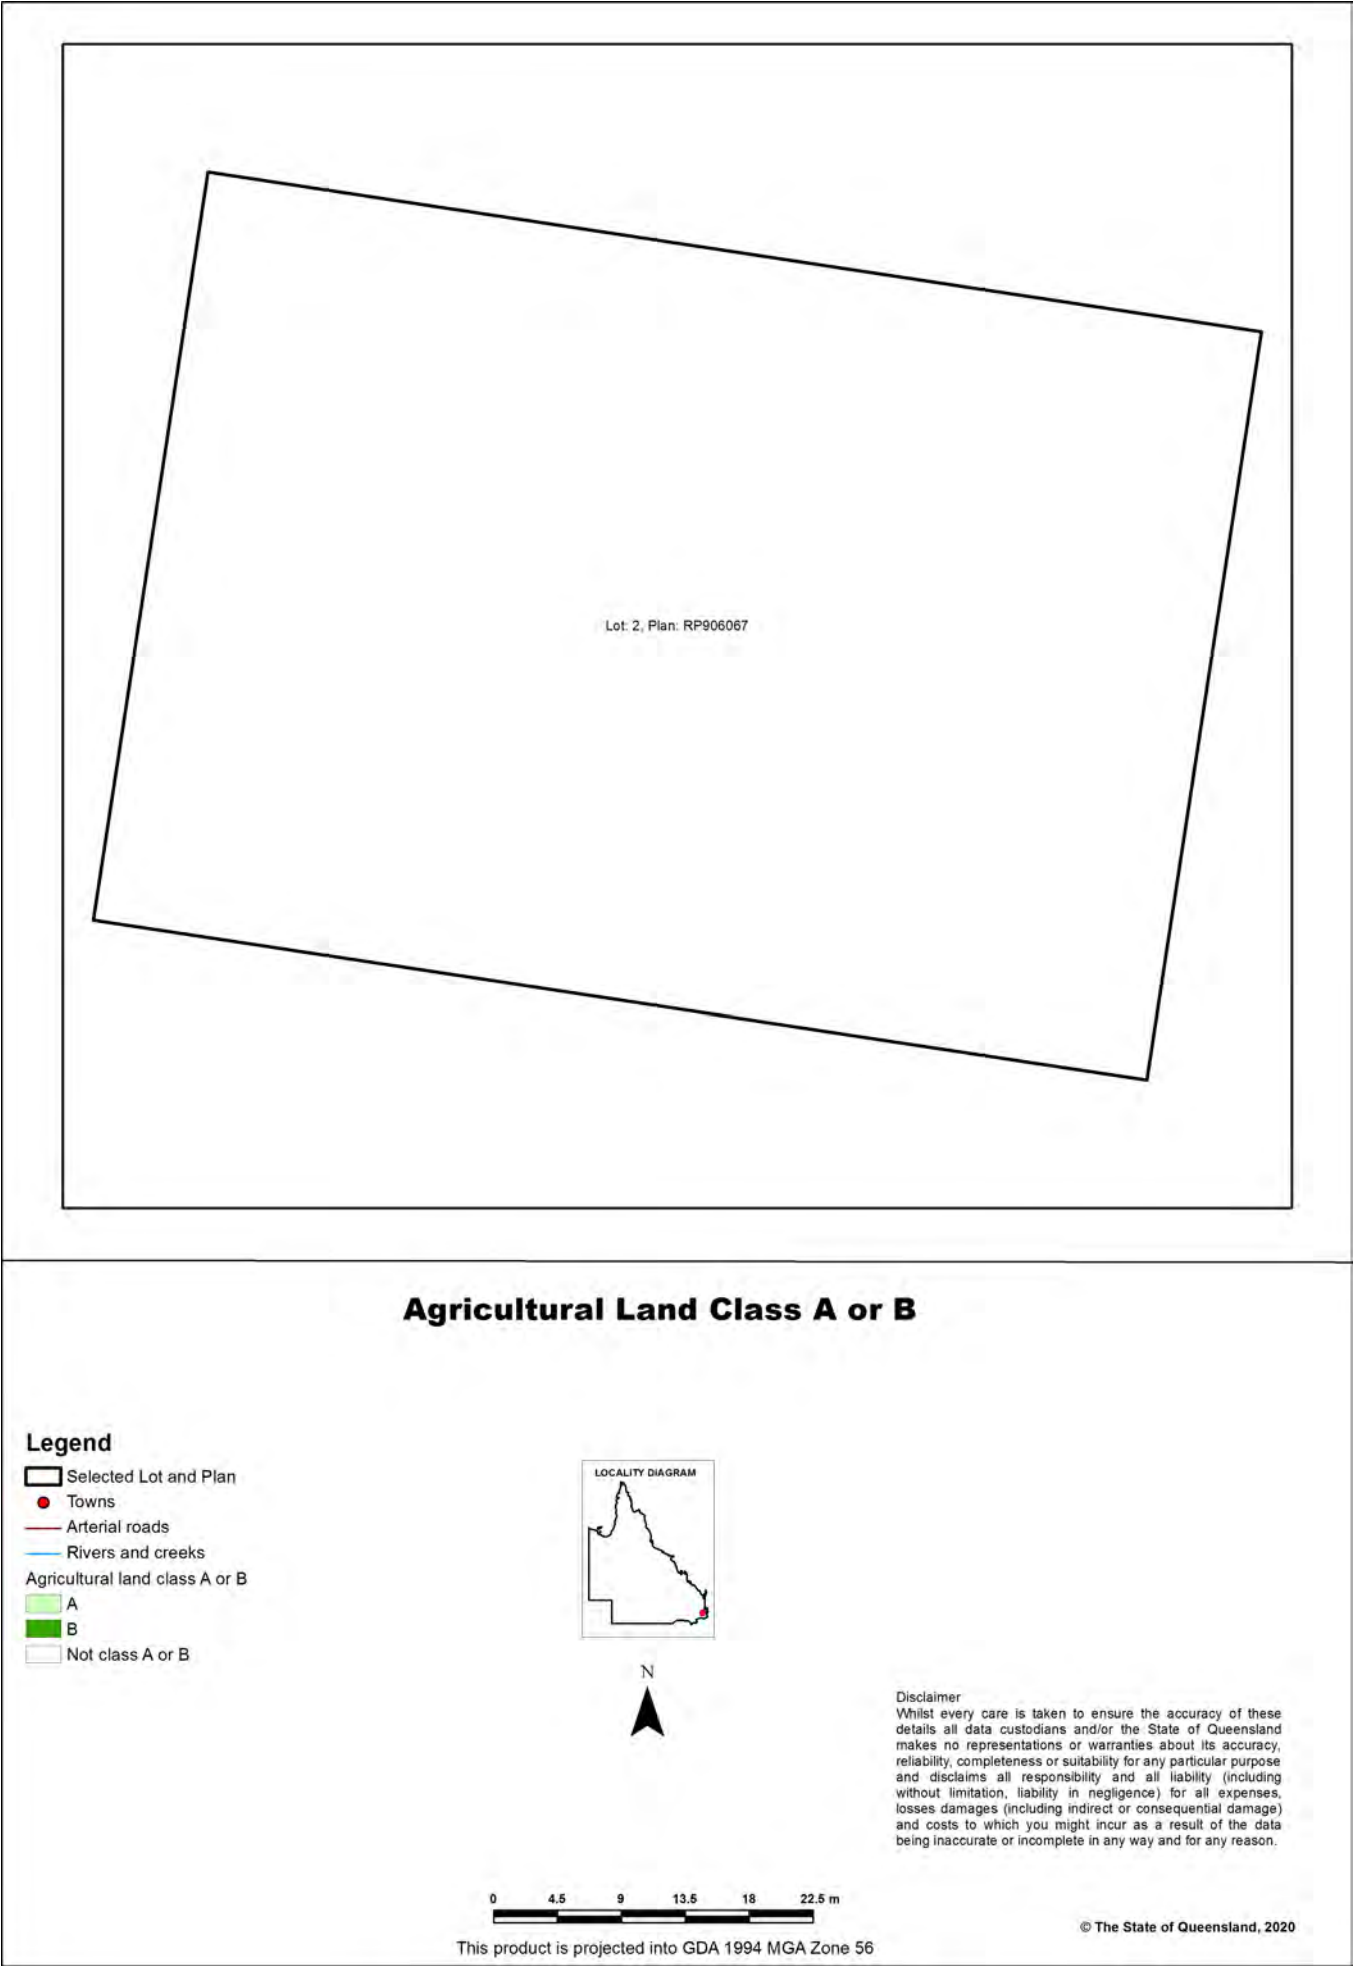 Lot: 2, Plan: RP906067
Agricultural Land Class A or B
Legend
Selected Lot and Plan
Towns
Arterial roads
Rivers and creeks
Agricultural land class A or B
A
B
Not class A or B
LOCALITY DIAGRAM
N
Disclaimer
Whilst every care is taken to ensure the accuracy of these
details all data custodians and/or the State of Queensland
makes no representations or warranties about its accuracy,
reliability, completeness or suitability for any particular purpose
and disclaims all responsibility and all liability (including
without limitation, liability in negligence) for all expenses,
losses damages (including indirect or consequential damage)
and costs to which you might incur as a result of the data
being inaccurate or incomplete in any way and for any reason.
0 4.5 9 13.5 18 22.5 m
This product is projected into GDA 1994 MGA Zone 56
© The State of Queensland, 2020